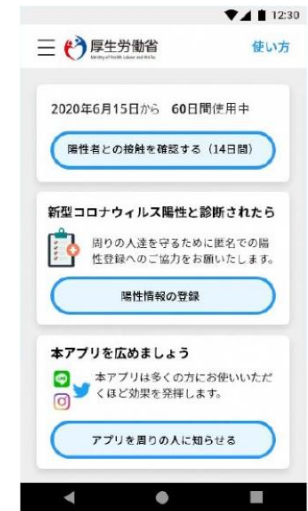 12:30
厚生労働省
Ministry of Health, Labour and Welfare
使い方
2020年6月15日から 60日間使用中
陽性者との接触を確認する（14日間）
新型コロナウィルス陽性と診断されたら
周りの人達を守るために匿名での陽
性登録へのご協力をお願いいたします。
陽性情報の登録
本アプリを広めましょう
本アプリは多くの方にお使いいただ
くほど効果を発揮します。
アプリを周りの人に知らせる